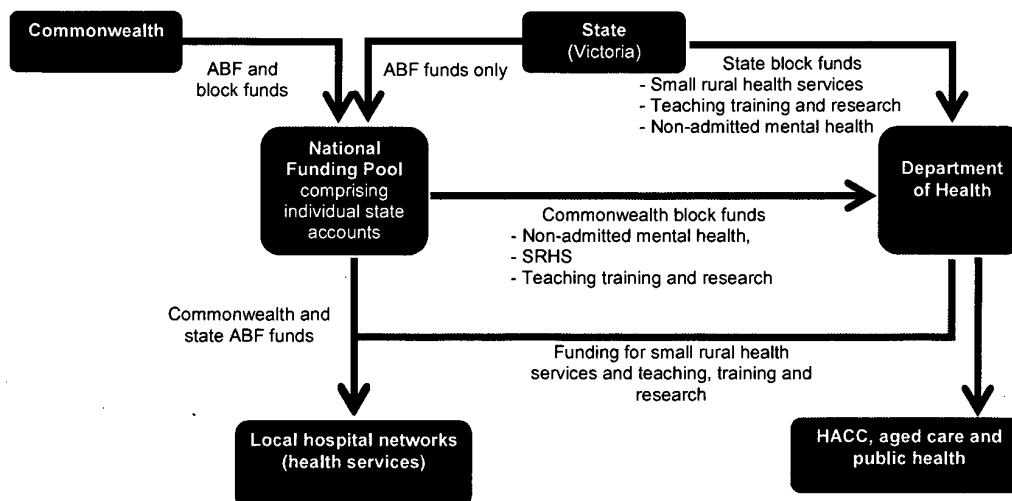 Commonwealth
State
(Victoria)
ABF and
block funds
ABF funds only
State block funds
- Small rural health services
- Teaching training and research
- Non-admitted mental health
National
Funding Pool
comprising
individual state
accounts
Department
of Health
Commonwealth block funds
- Non-admitted mental health,
- SRHS
- Teaching training and research
Commonwealth and
state ABF funds
Funding for small rural health
services and teaching, training and
research
Local hospital networks
(health services)
HACC, aged care and
public health